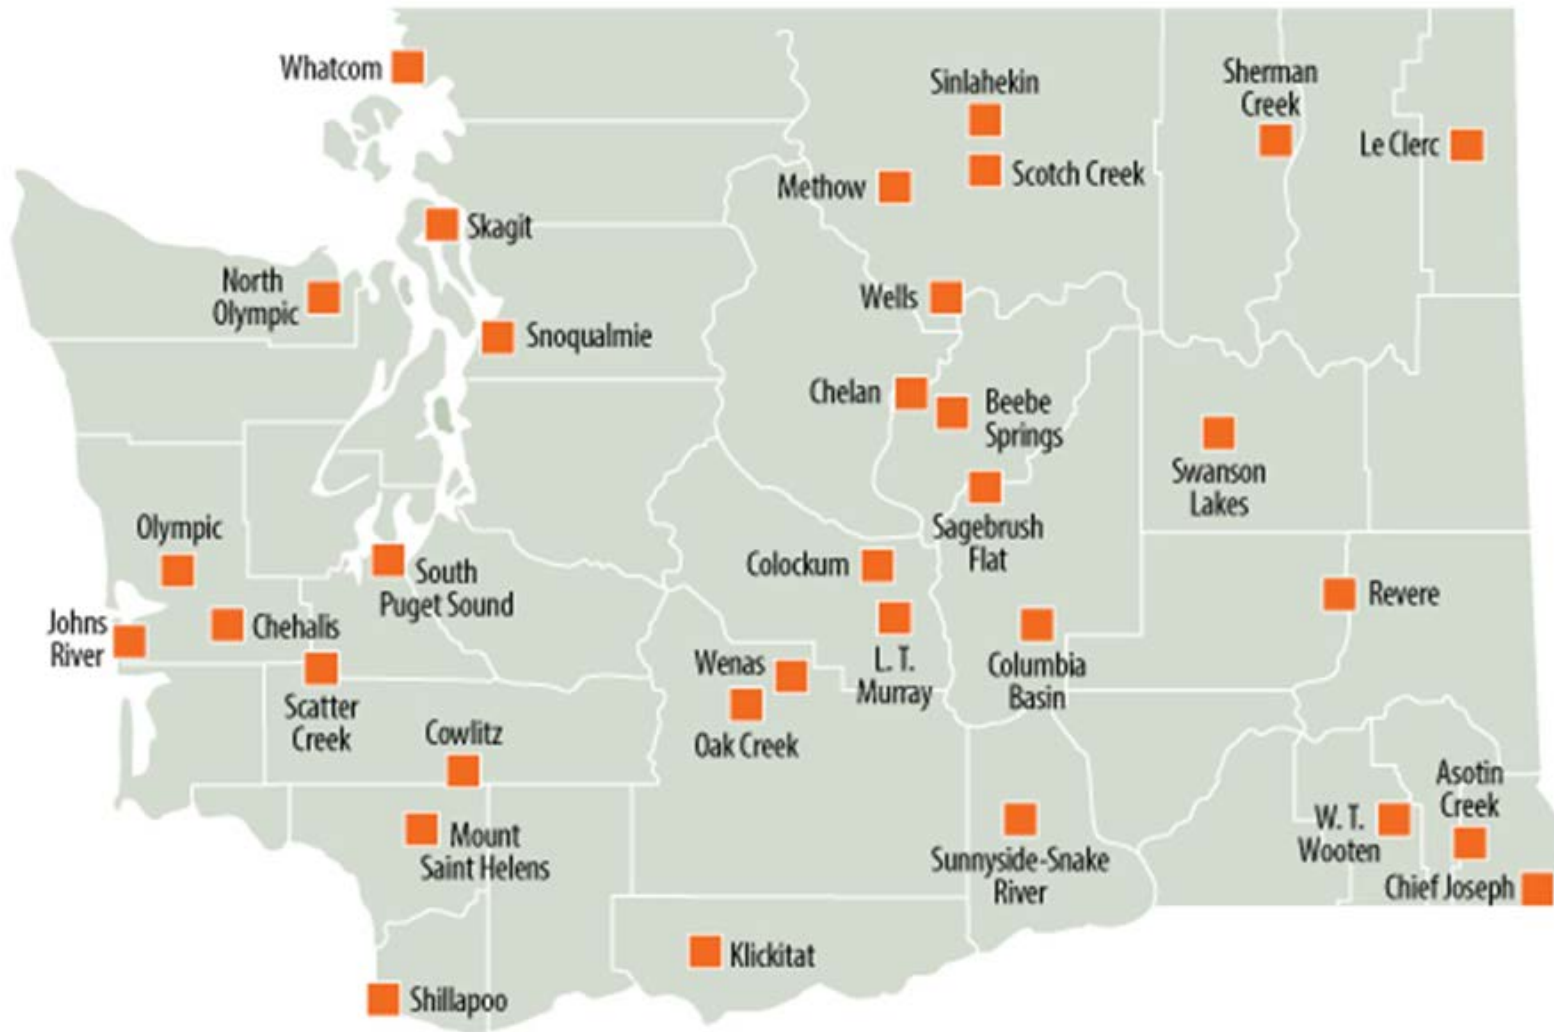 Whatcom
Sinlahekin
Sherman
Creek
Le Clerc
Scotch Creek
Methow
Skagit
North
Olympic
Wells
Snoqualmie
Chelan
Beebe
Springs
Swanson
Lakes
Olympic
Sagebrush
Flat
Colockum
South
Puget Sound
Revere
Johns
River
Chehalis
Wenas
L. T.
Murray
Columbia
Basin
Scatter
Creek
Cowlitz
Oak Creek
Asotin
Creek
W. T.
Wooten
Mount
Saint Helens
Sunnyside-Snake
River
Chief Joseph
Klickitat
Shillapoo